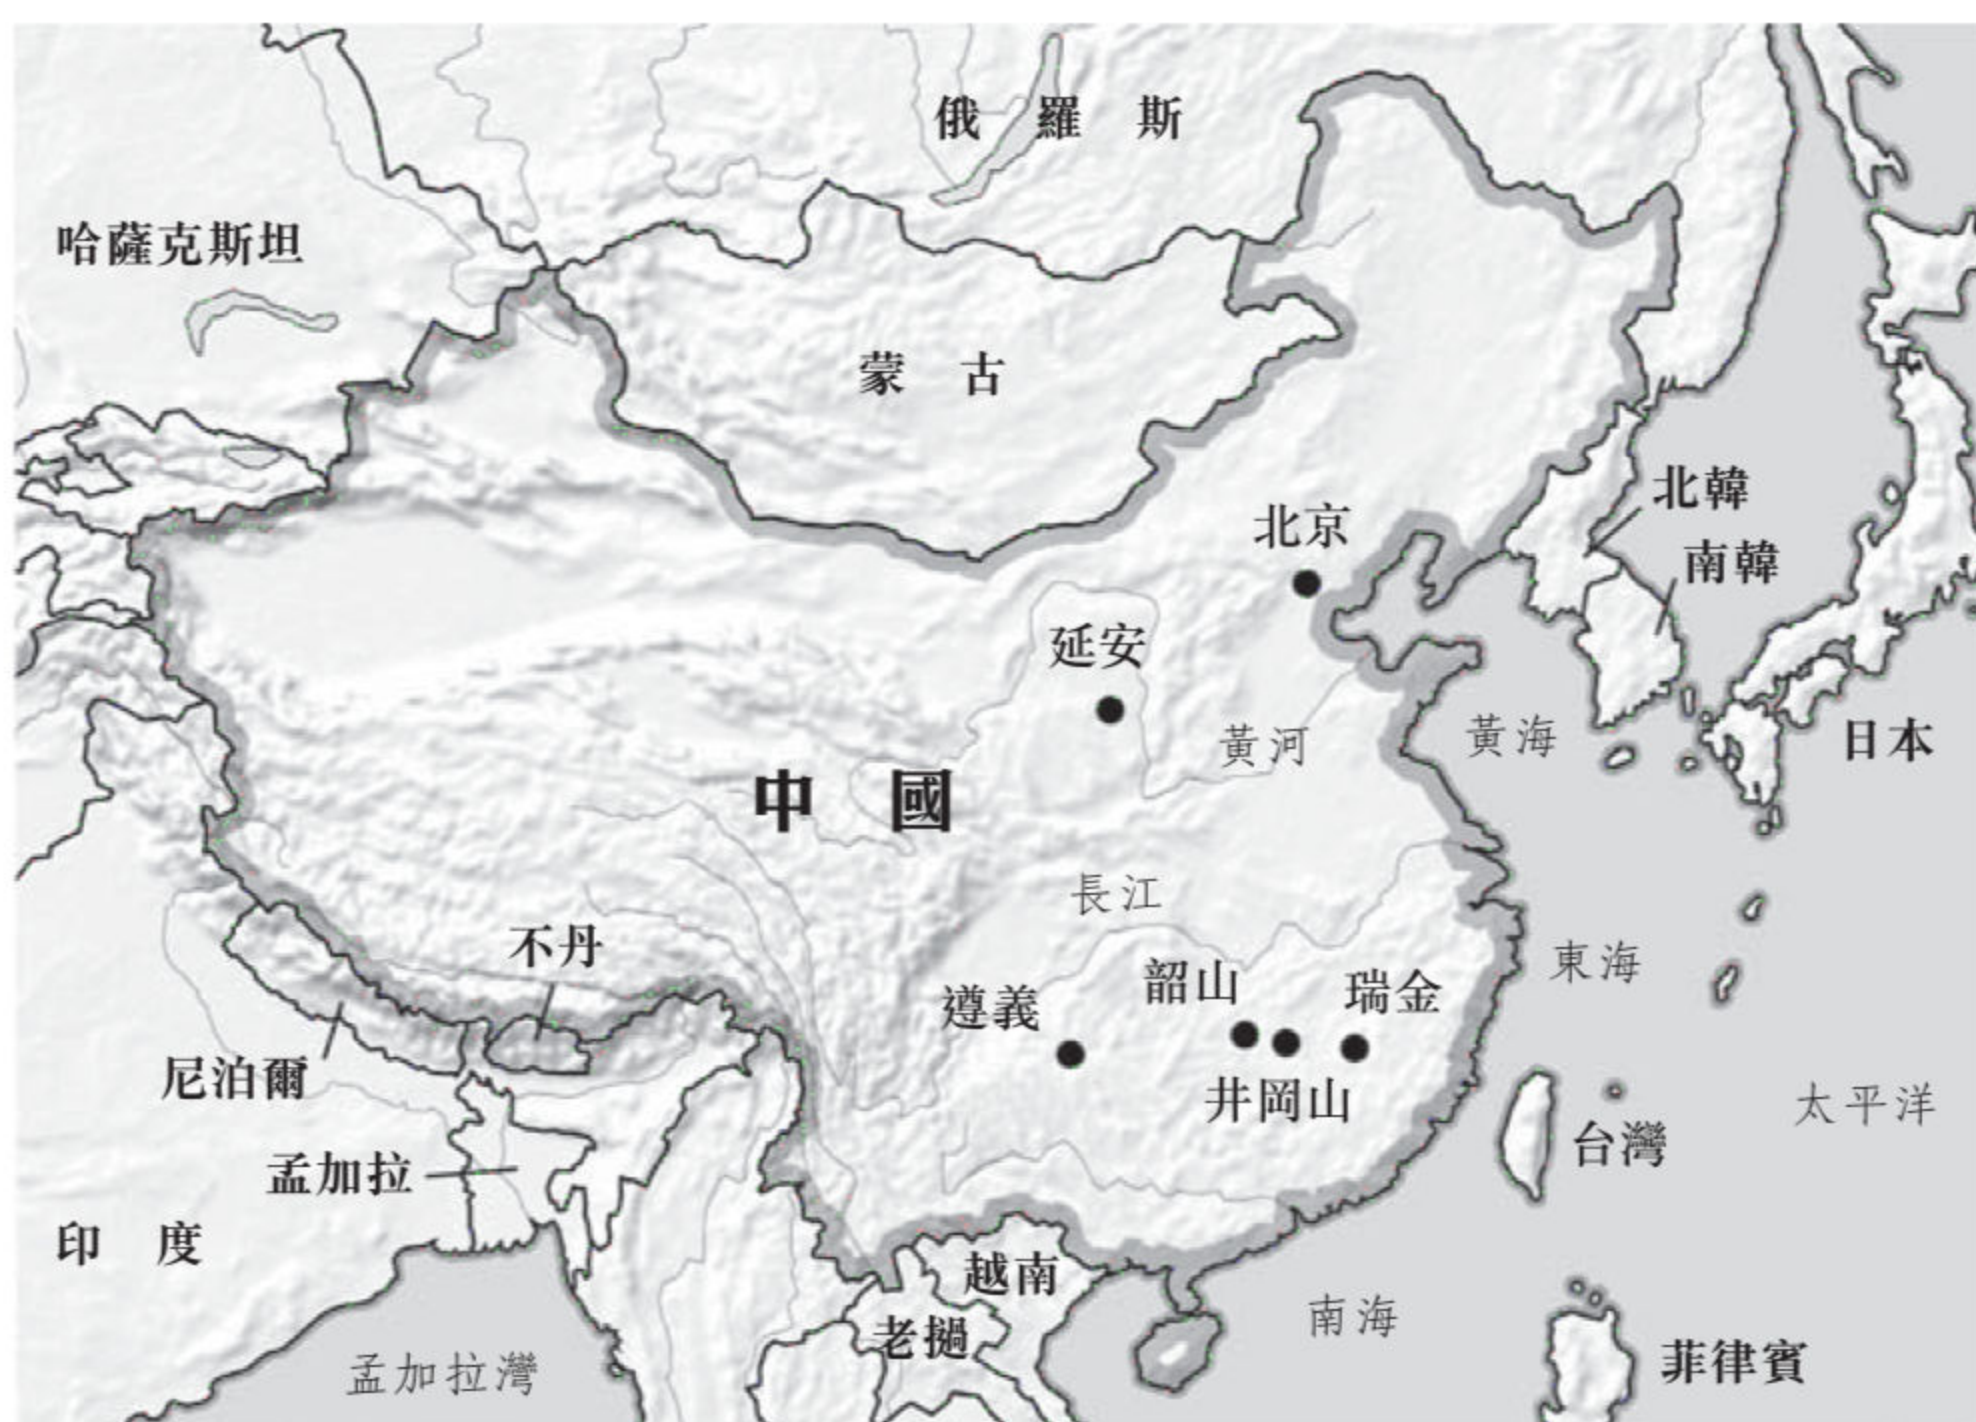 俄羅斯
哈薩克斯坦
蒙古
北韓
北京
南韓
延安
黃河
黃海
日本
中國
長江
不丹
東海
韶山
瑞金
遵義
尼泊爾
井岡山
太平洋
台灣
孟加拉
印度
越南
南海
老撾
菲律賓
孟加拉灣